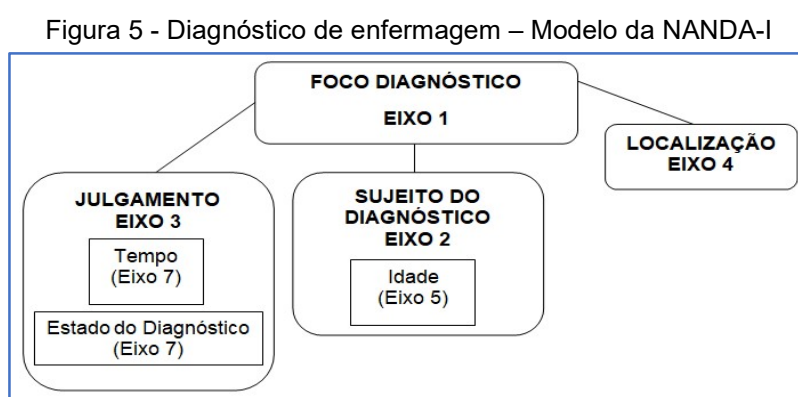 Figura 5 - Diagnóstico de enfermagem – Modelo da NANDA-I
FOCO DIAGNÓSTICO
EIXO 1
LOCALIZAÇÃO
EIXO 4
JULGAMENTO
EIXO 3
Tempo
(Eixo 7)
Estado do Diagnóstico
(Eixo 7)
SUJEITO DO
DIAGNÓSTICO
EIXO 2
Idade
(Eixo 5)